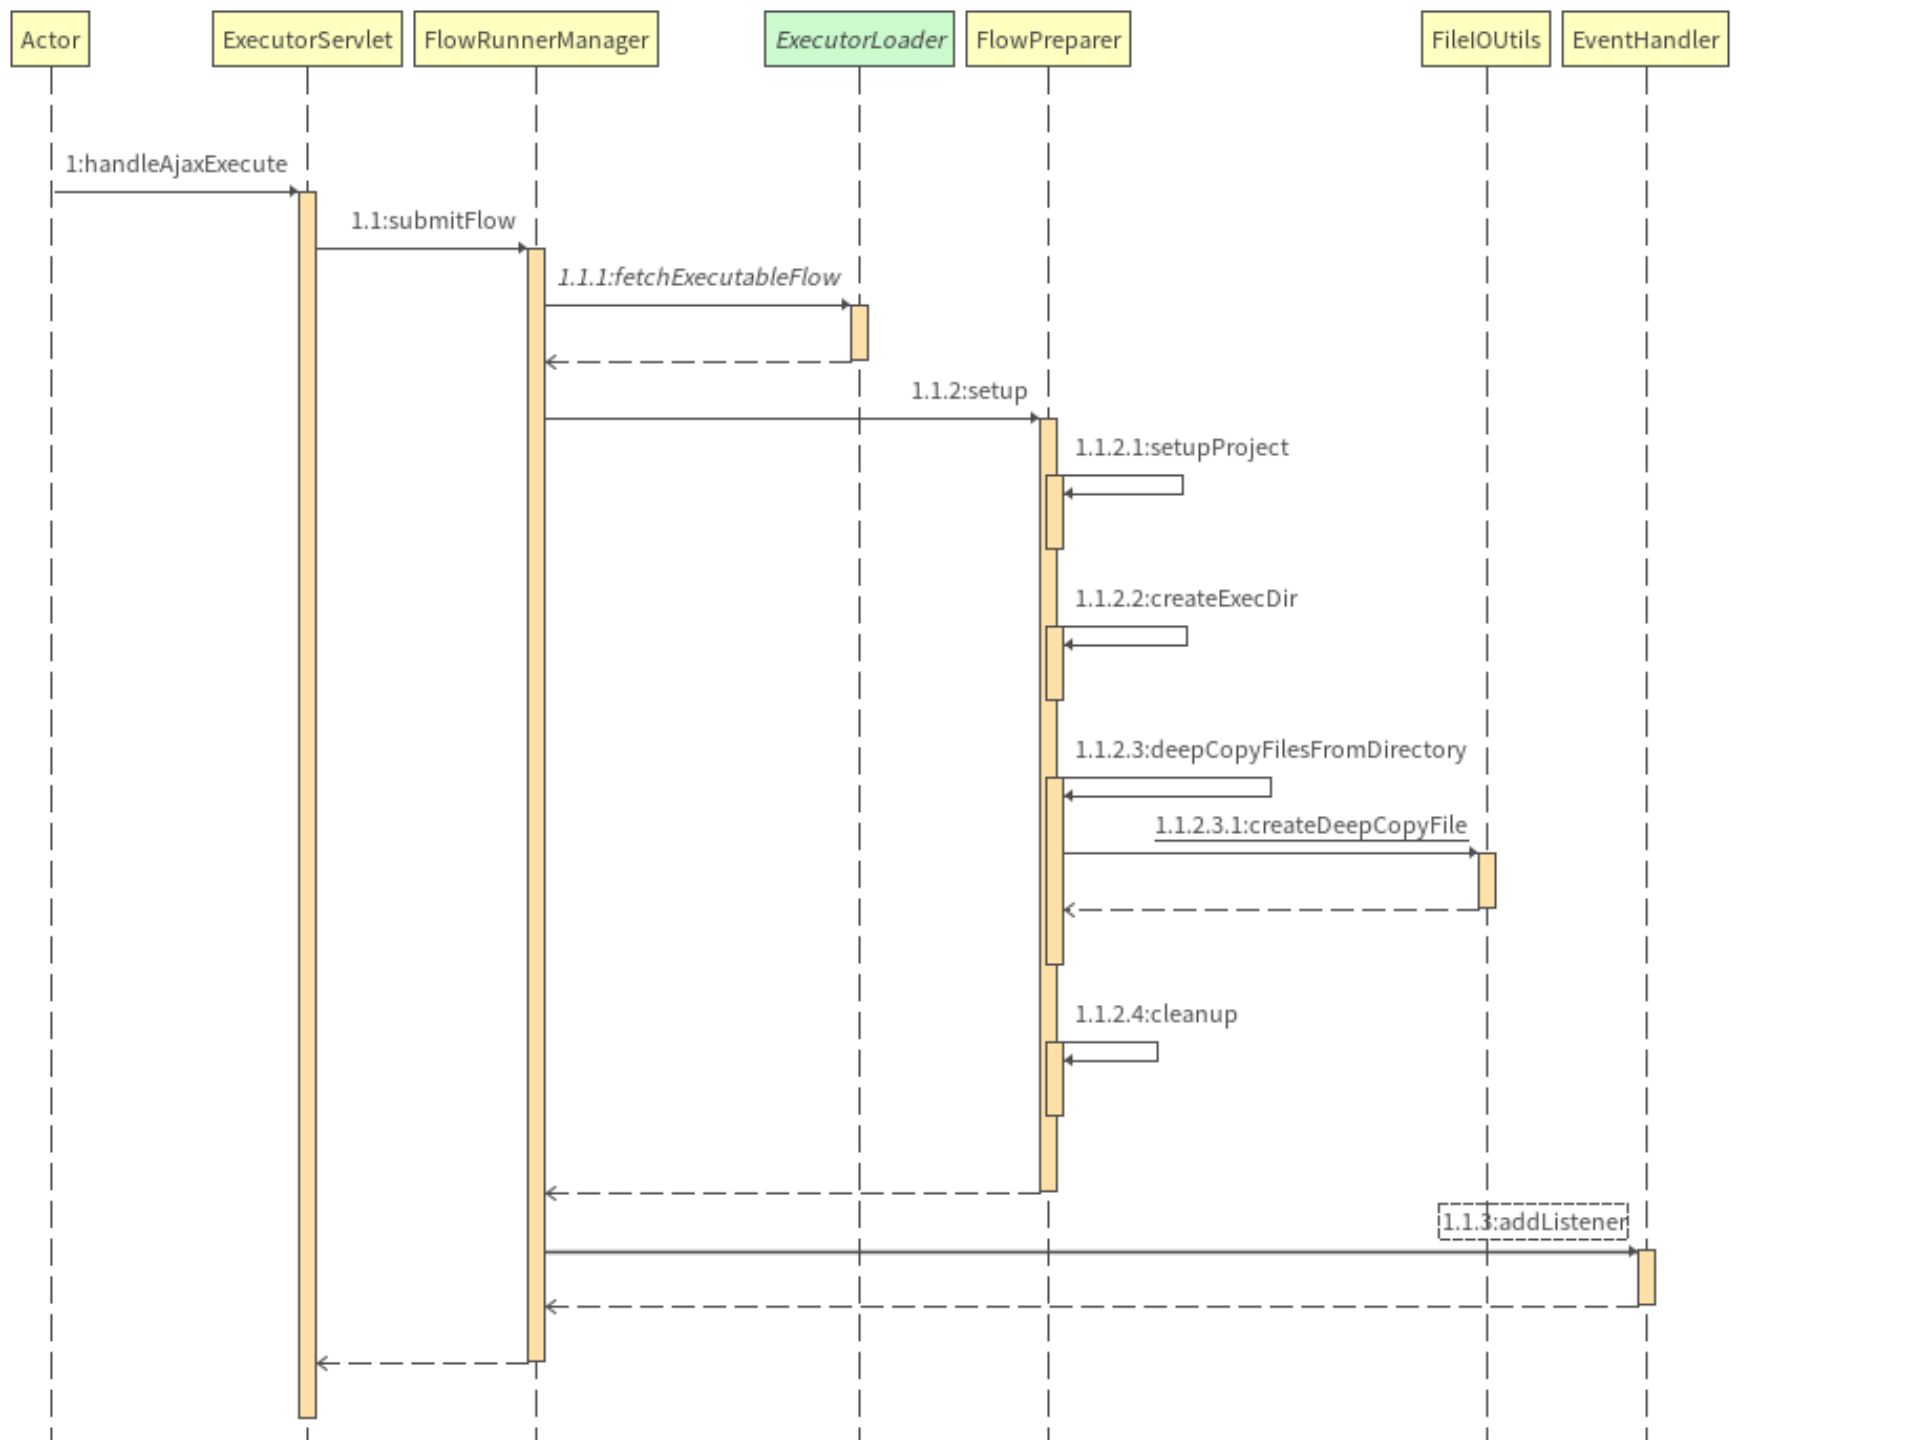 Actor
ExecutorServlet
FlowRunnerManager
ExecutorLoader
FlowPreparer
FileIOUtils
EventHandler
1:handleAjaxExecute
1.1:submitFlow
1.1.1:fetchExecutableFlow
1.1.2:setup
1.1.2.1:setupProject
1.1.2.2:createExecDir
1.1.2.3:deepCopyFilesFromDirectory
1.1.2.3.1:createDeepCopyFile
1.1.2.4:cleanup
1.1.3:addListener